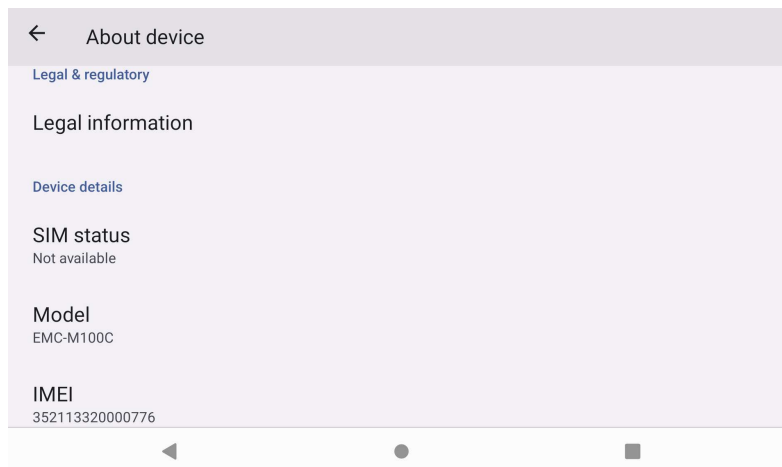 About device
Legal & regulatory
Legal information
Device details
SIM status
Not available
Model
EMC-M100C
IMEI
352113320000776